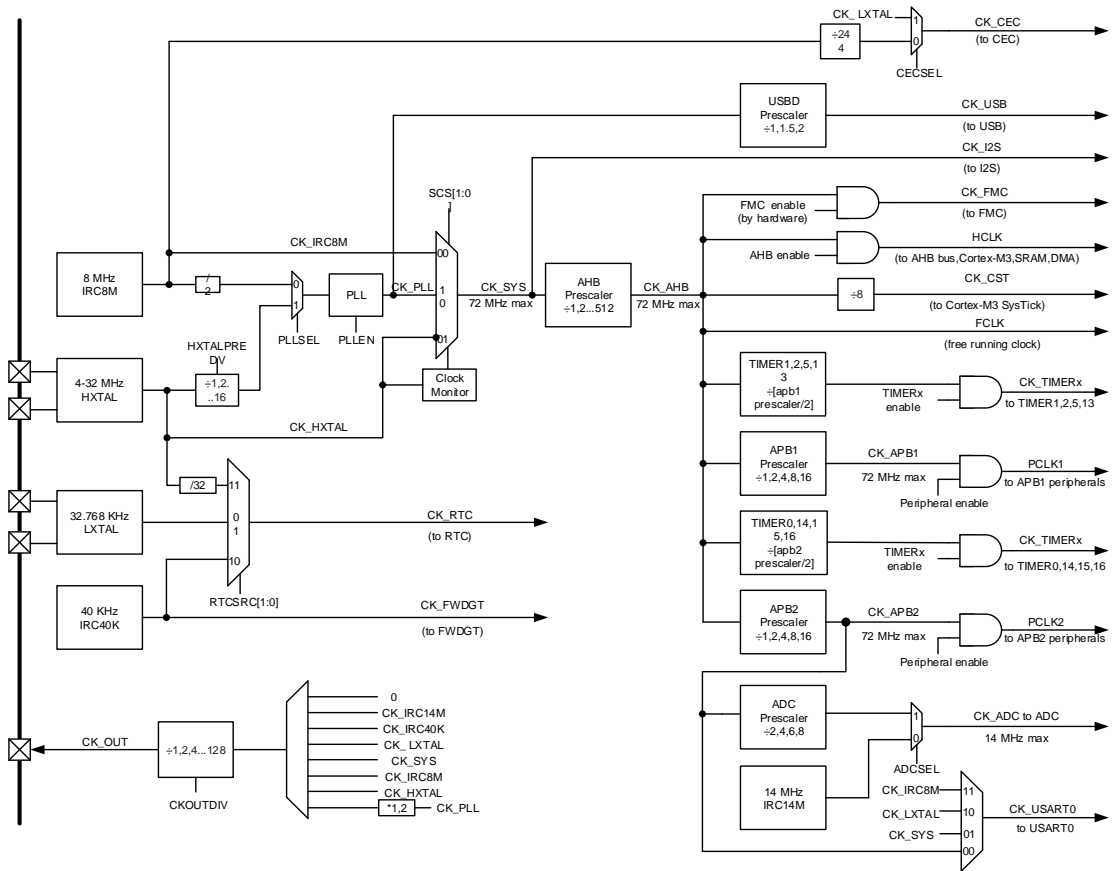 CK_ LXTAL
1
0
÷24
4
CK_CEC
(to CEC)
CECSEL
USBD
Prescaler
÷1,1.5,2
CK_USB
(to USB)
CK_I2S
(to I2S)
SCS[1:0
]
FMC enable
(by hardware)
CK_FMC
(to FMC)
AHB enable
HCLK
(to AHB bus,Cortex-M3,SRAM,DMA)
8 MHz
IRC8M
CK_IRC8M
00
/
2
0
1
PLLSEL
PLL
PLLEN
CK_PLL
1
0
01
CK_SYS
72 MHz max
AHB
Prescaler
÷1,2...512
CK_AHB
72 MHz max
÷8
CK_CST
(to Cortex-M3 SysTick)
FCLK
(free running clock)
HXTALPRE
DV
÷1,2.
..16
Clock
Monitor
4-32 MHz
HXTAL
CK_HXTAL
TIMER1,2,5,1
3
÷[apb1
prescaler/2]
TIMERx
enable
CK_TIMERx
to TIMER1,2,5,13
APB1
Prescaler
÷1,2,4,8,16
CK_APB1
72 MHz max
Peripheral enable
PCLK1
to APB1 peripherals
/32
11
0
1
10
32.768 KHz
LXTAL
CK_RTC
(to RTC)
RTCSRC[1:0]
TIMER0,14,1
5,16
÷[apb2
prescaler/2]
TIMERx
enable
CK_TIMERx
to TIMER0,14,15,16
40 KHz
IRC40K
CK_FWDGT
(to FWDGT)
APB2
Prescaler
÷1,2,4,8,16
CK_APB2
72 MHz max
Peripheral enable
PCLK2
to APB2 peripherals
0
CK_IRC14M
CK_IRC40K
CK_ LXTAL
CK_SYS
CK_IRC8M
CK_HXTAL
*1,2
CK_PLL
CK_OUT
÷1,2,4...128
CKOUTDIV
ADC
Prescaler
÷2,4,6,8
1
0
ADCSEL
CK_ADC to ADC
14 MHz max
14 MHz
IRC14M
CK_IRC8M
11
CK_LXTAL
10
CK_SYS
01
00
CK_USART0
to USART0